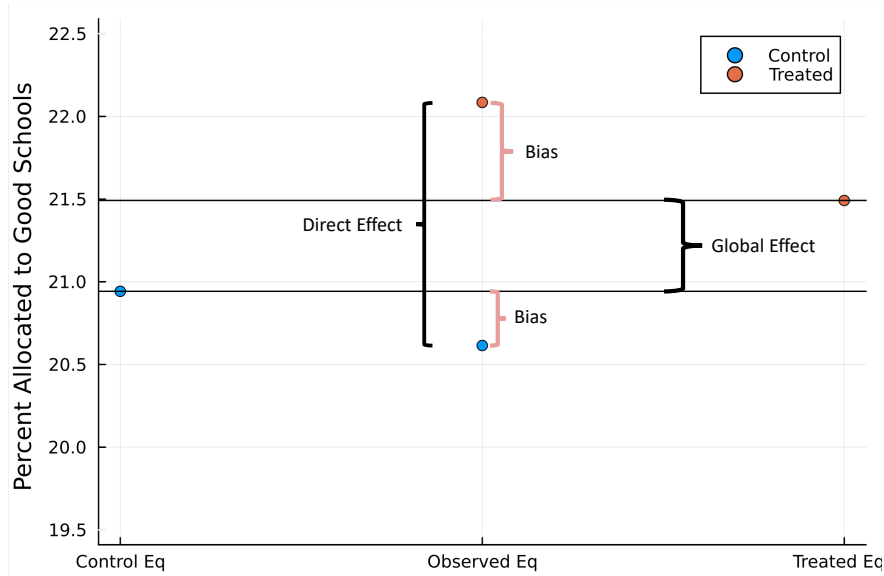 Percent Allocated to Good Schools
22.5
22.0
21.5
21.0
20.5
20.0
19.5
Control
Treated
Bias
Direct Effect
Global Effect
Bias
Control Eq
Observed Eq
Treated Eq